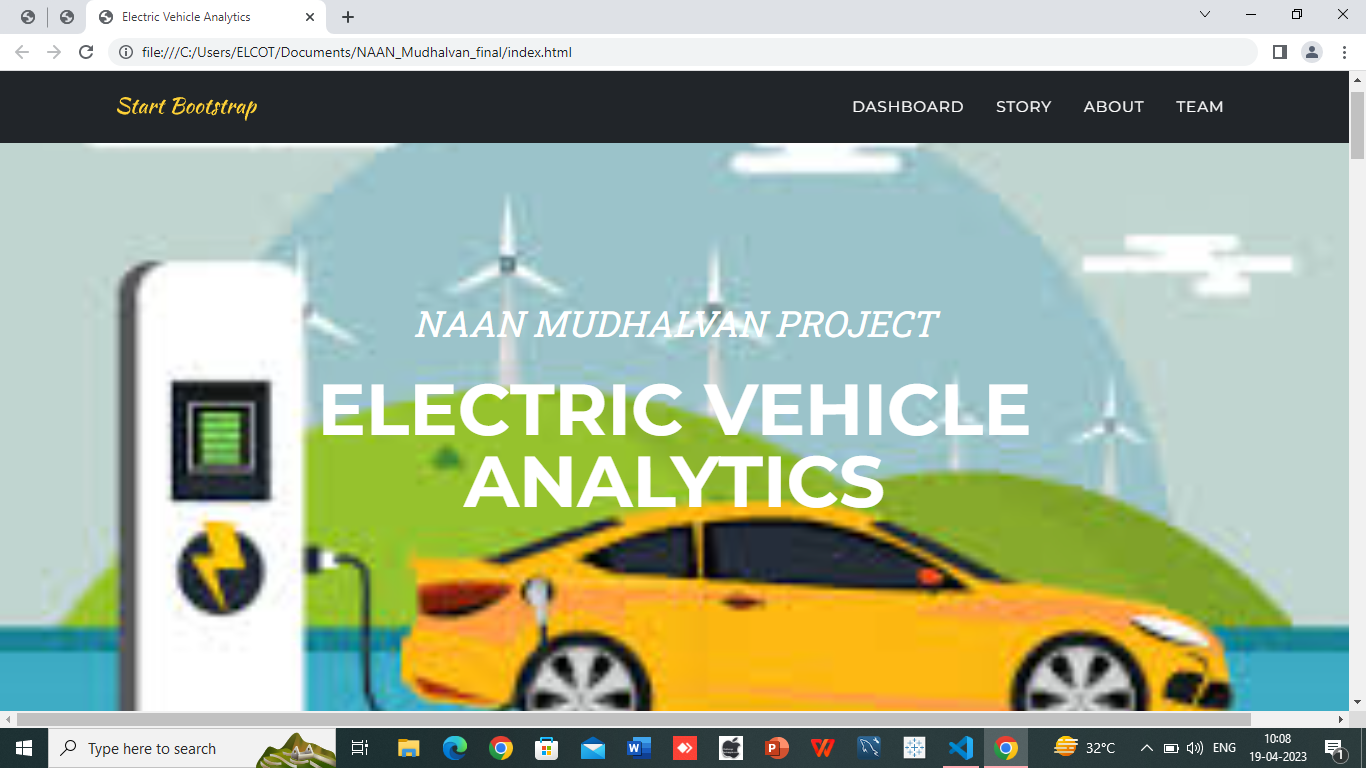 Electric Vehicle Analytics
file:///C:/Users/ELCOT/Documents/NAAN_Mudhalvan_final/index.html
Start Bootstrap
DASHBOARD STORY ABOUT TEAM
NAAN MUDHALVAN PROJECT
ELECTRIC VEHICLE
ANALYTICS
Type here to search
32°C
ENG
10:08
19-04-2023
1